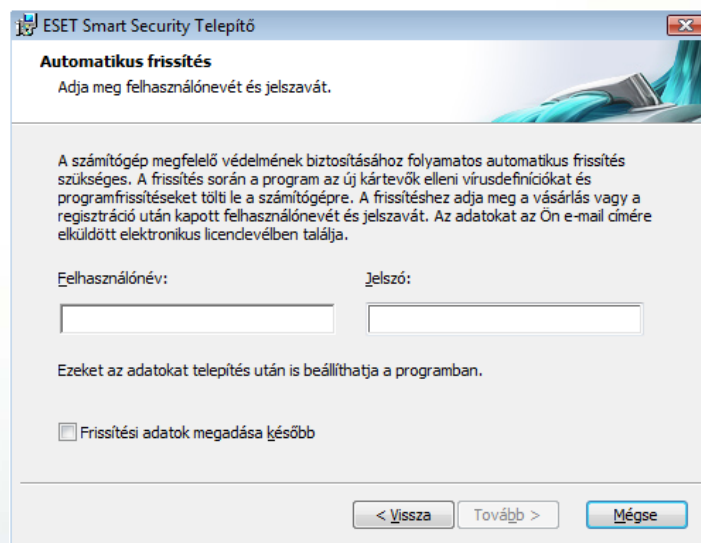 ESET Smart Security Telepítő
Automatikus frissítés
Adja meg felhasználónevét és jelszavát.
A számítógép megfelelő védelmének biztosításához folyamatos automatikus frissítés
szükséges. A frissítés során a program az új kártevők elleni vírusdefiníciókat és
programfrissítéseket tölti le a számítógépre. A frissítéshez adja meg a vásárlás vagy a
regisztráció után kapott felhasználónevét és jelszavát. Az adatokat az Ön e-mail címére
elküldött elektronikus licenclevélben találja.
Felhasználónév: Jelszó:
Ezeket az adatokat telepítés után is beállíthatja a programban.
Frissítési adatok megadása később
< Vissza Tovább > Mégse